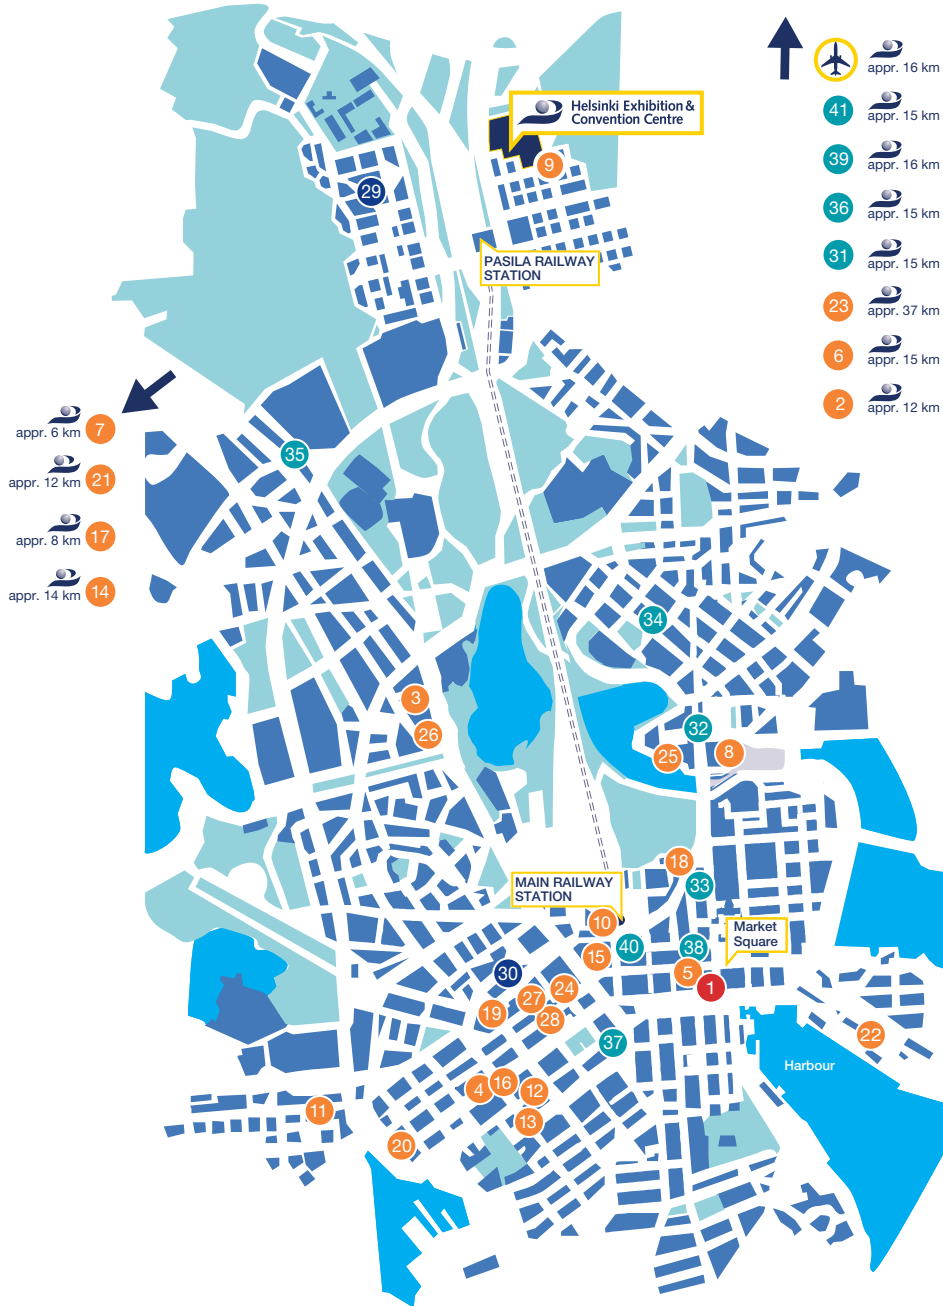 appr. 16 km
41
appr. 15 km
39
appr. 16 km
36
appr. 15 km
31
appr. 15 km
23
appr. 37 km
6
appr. 15 km
2
appr. 12 km
Helsinki Exhibition &
Convention Centre
9
29
PASILA RAILWAY
STATION
7
appr. 6 km
21
appr. 12 km
17
appr. 8 km
14
appr. 14 km
35
34
3
26
32
25
8
18
33
MAIN RAILWAY
STATION
10
Market
Square
40
38
15
5
30
1
24
27
19
28
22
37
Harbour
16
4
12
11
13
20